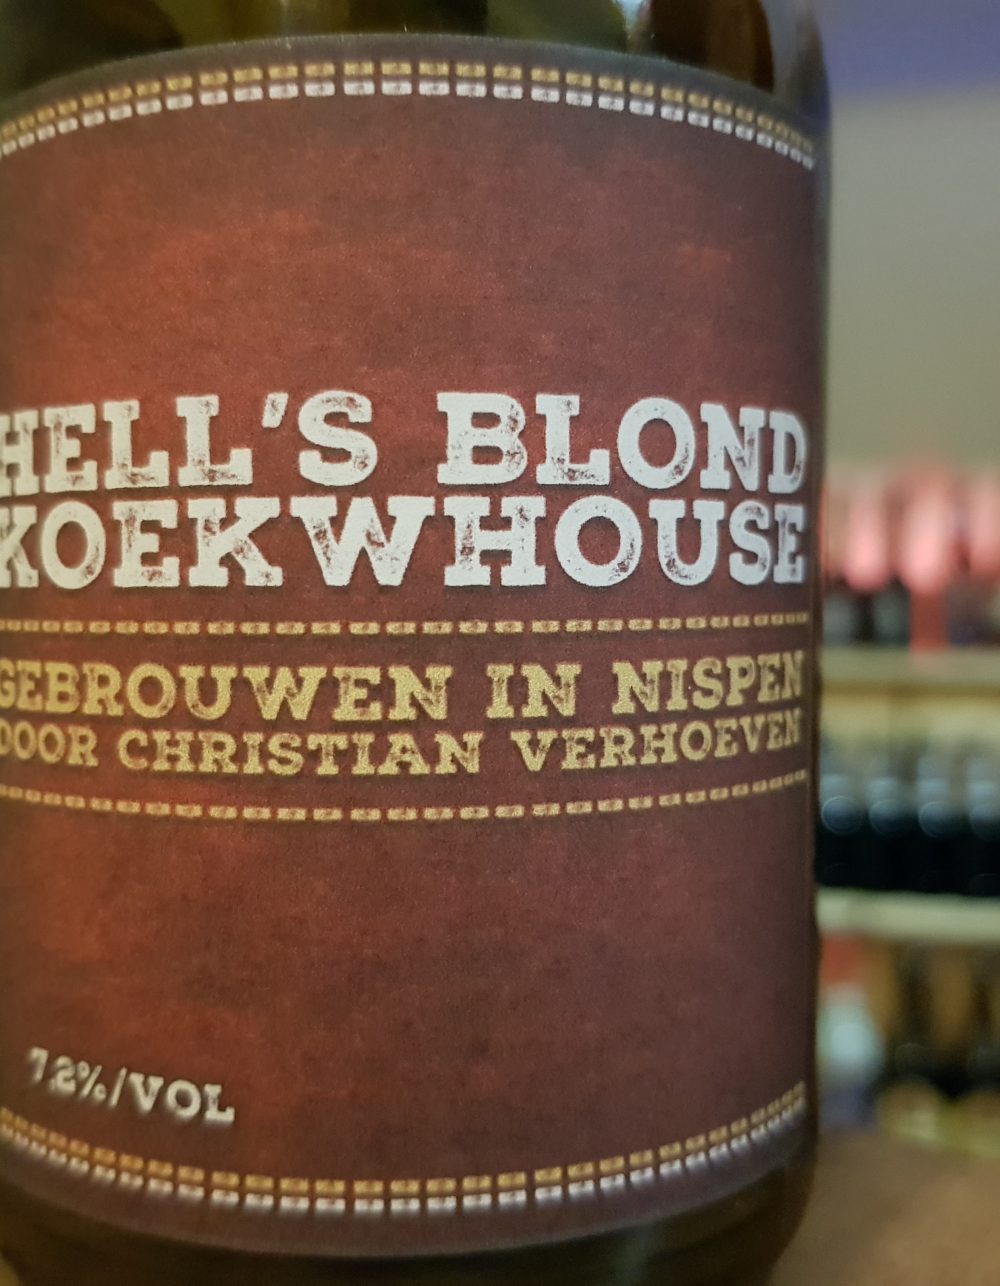 HELL'S BLOND
KOEKWHOUSE
GEBROUWEN IN NISPEN
DOOR CHRISTIAN VERHOEVEN
7,2%/VOL